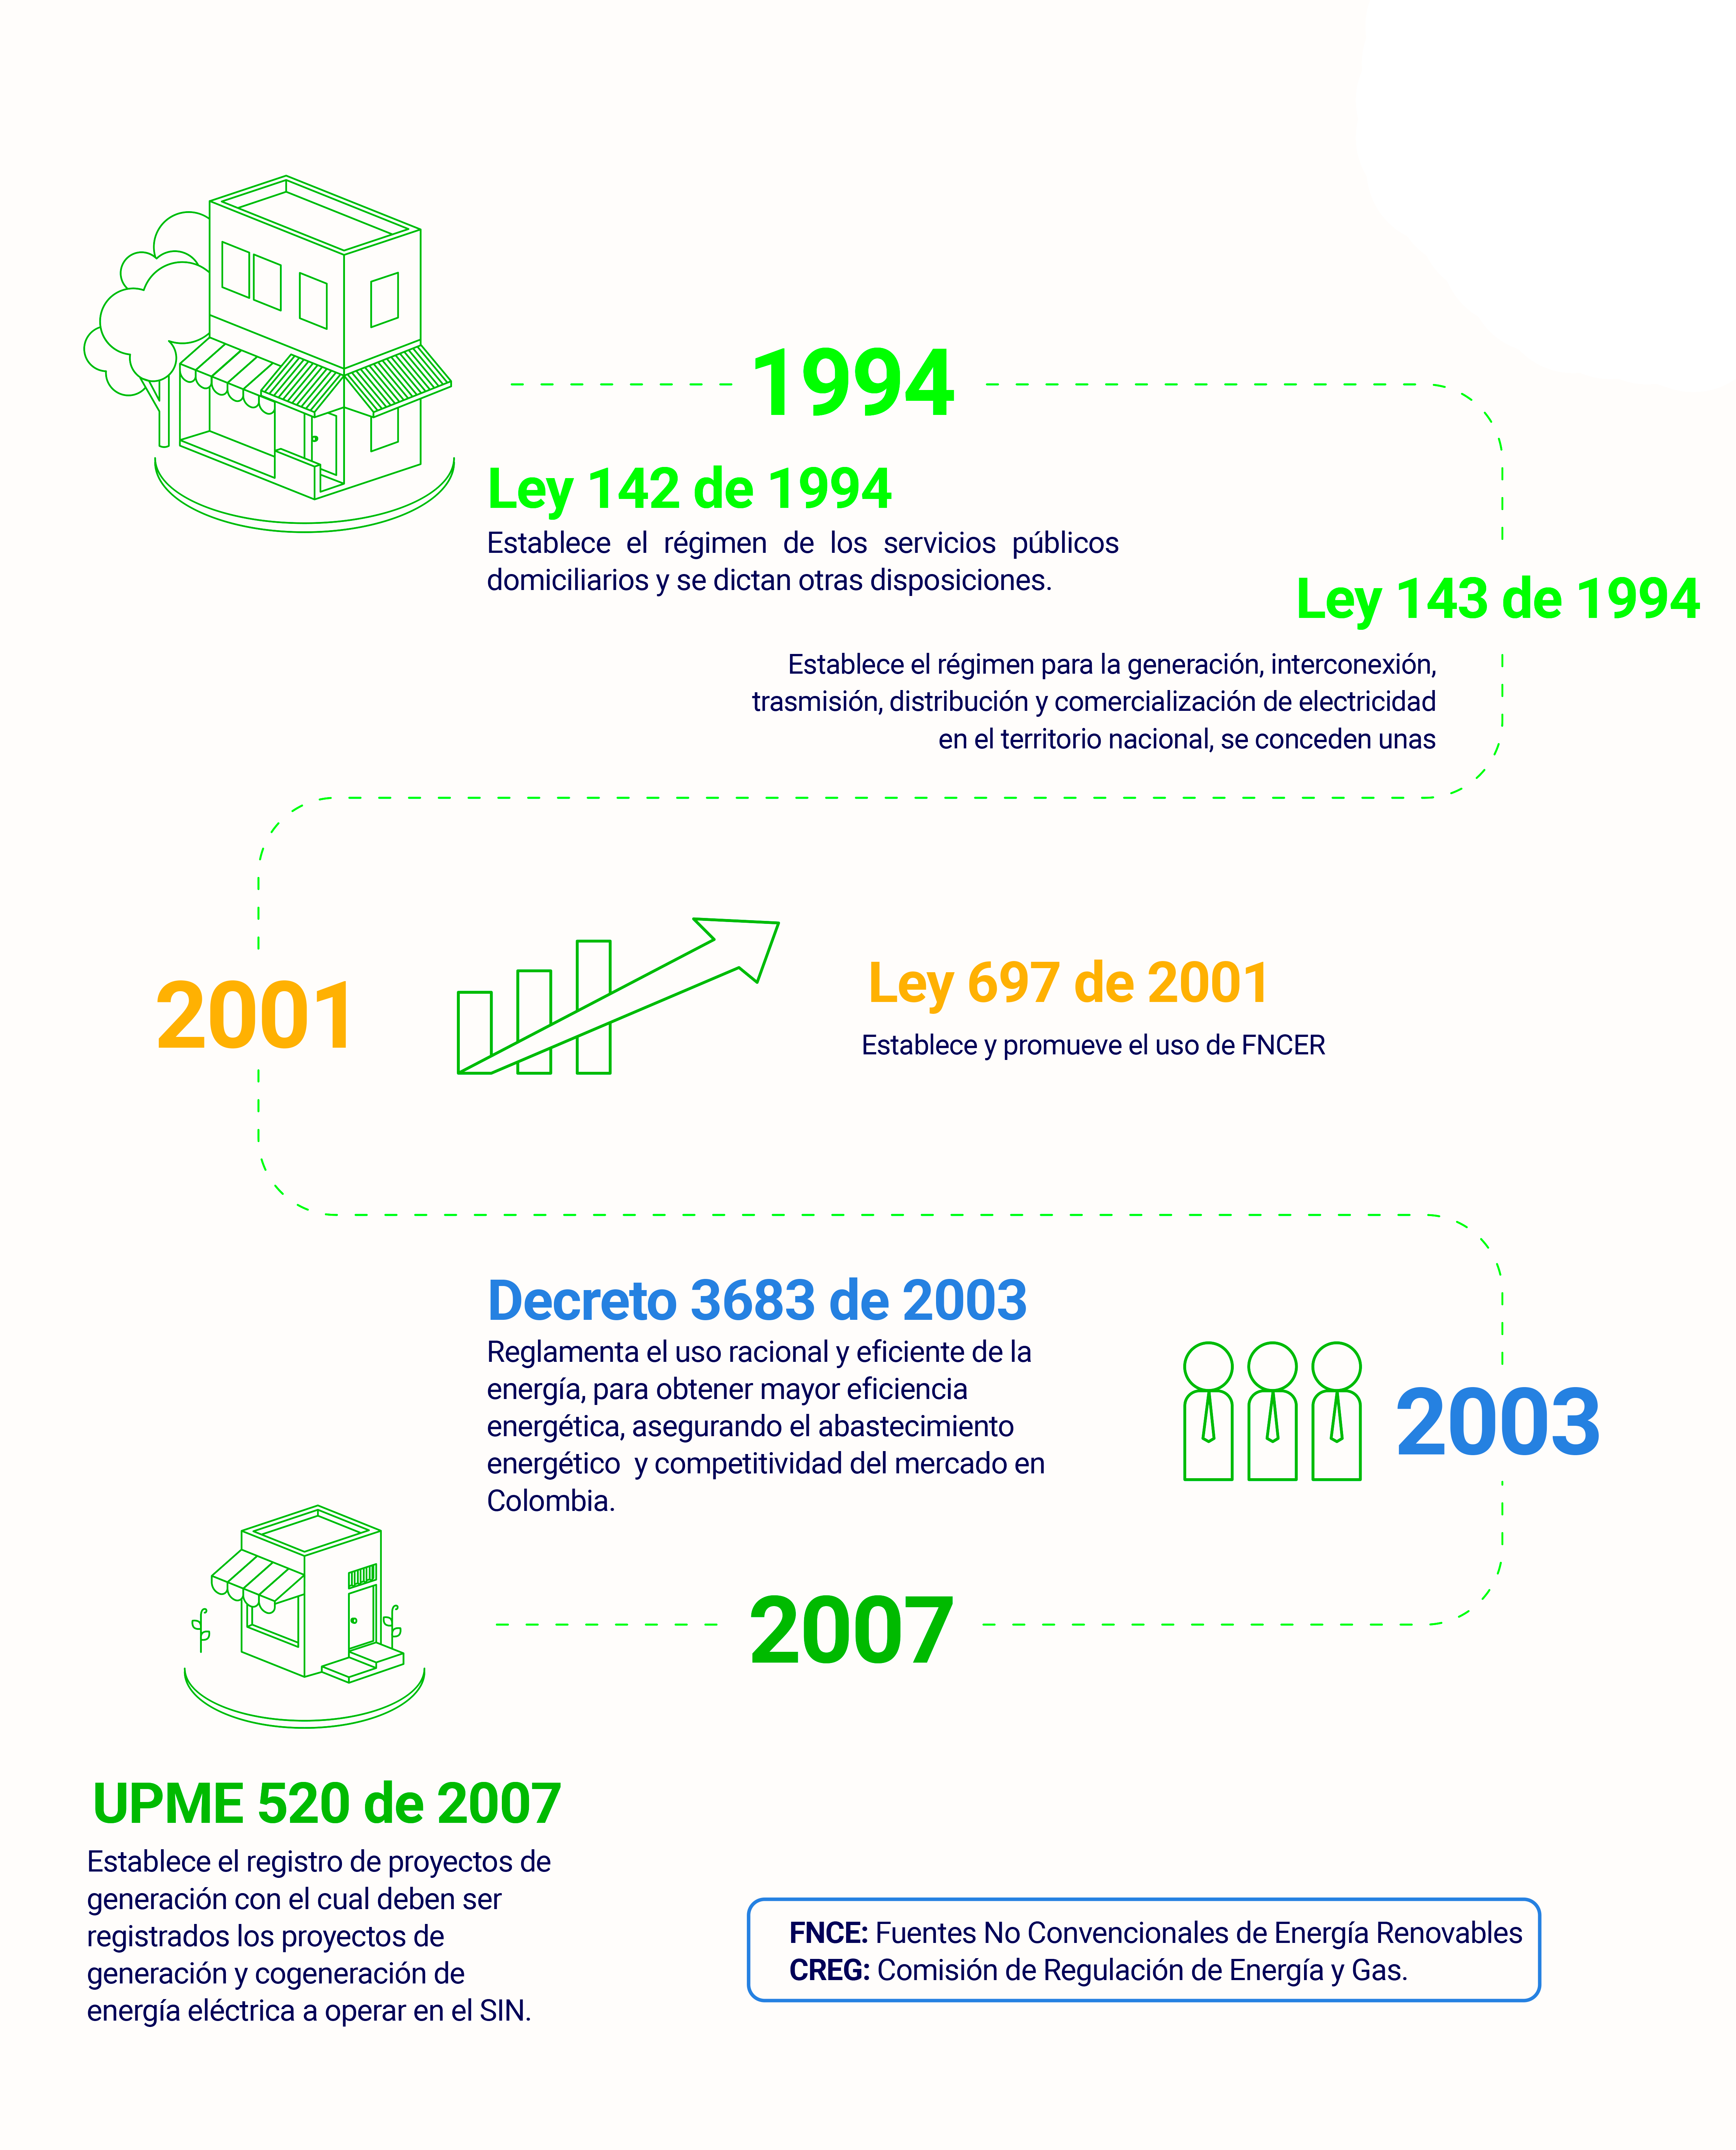 1994
Ley 142 de 1994
Establece el régimen de los servicios públicos
domiciliarios y se dictan otras disposiciones.
Ley 143 de 1994
Establece el régimen para la generación, interconexión,
trasmisión, distribución y comercialización de electricidad
en el territorio nacional, se conceden unas
2001
Ley 697 de 2001
Establece y promueve el uso de FNCER
Decreto 3683 de 2003
Reglamenta el uso racional y eficiente de la
energía, para obtener mayor eficiencia
energética, asegurando el abastecimiento
energético y competitividad del mercado en
Colombia.
2003
2007
UPME 520 de 2007
Establece el registro de proyectos de
generación con el cual deben ser
registrados los proyectos de
generación y cogeneración de
energía eléctrica a operar en el SIN.
FNCE: Fuentes No Convencionales de Energía Renovables
CREG: Comisión de Regulación de Energía y Gas.